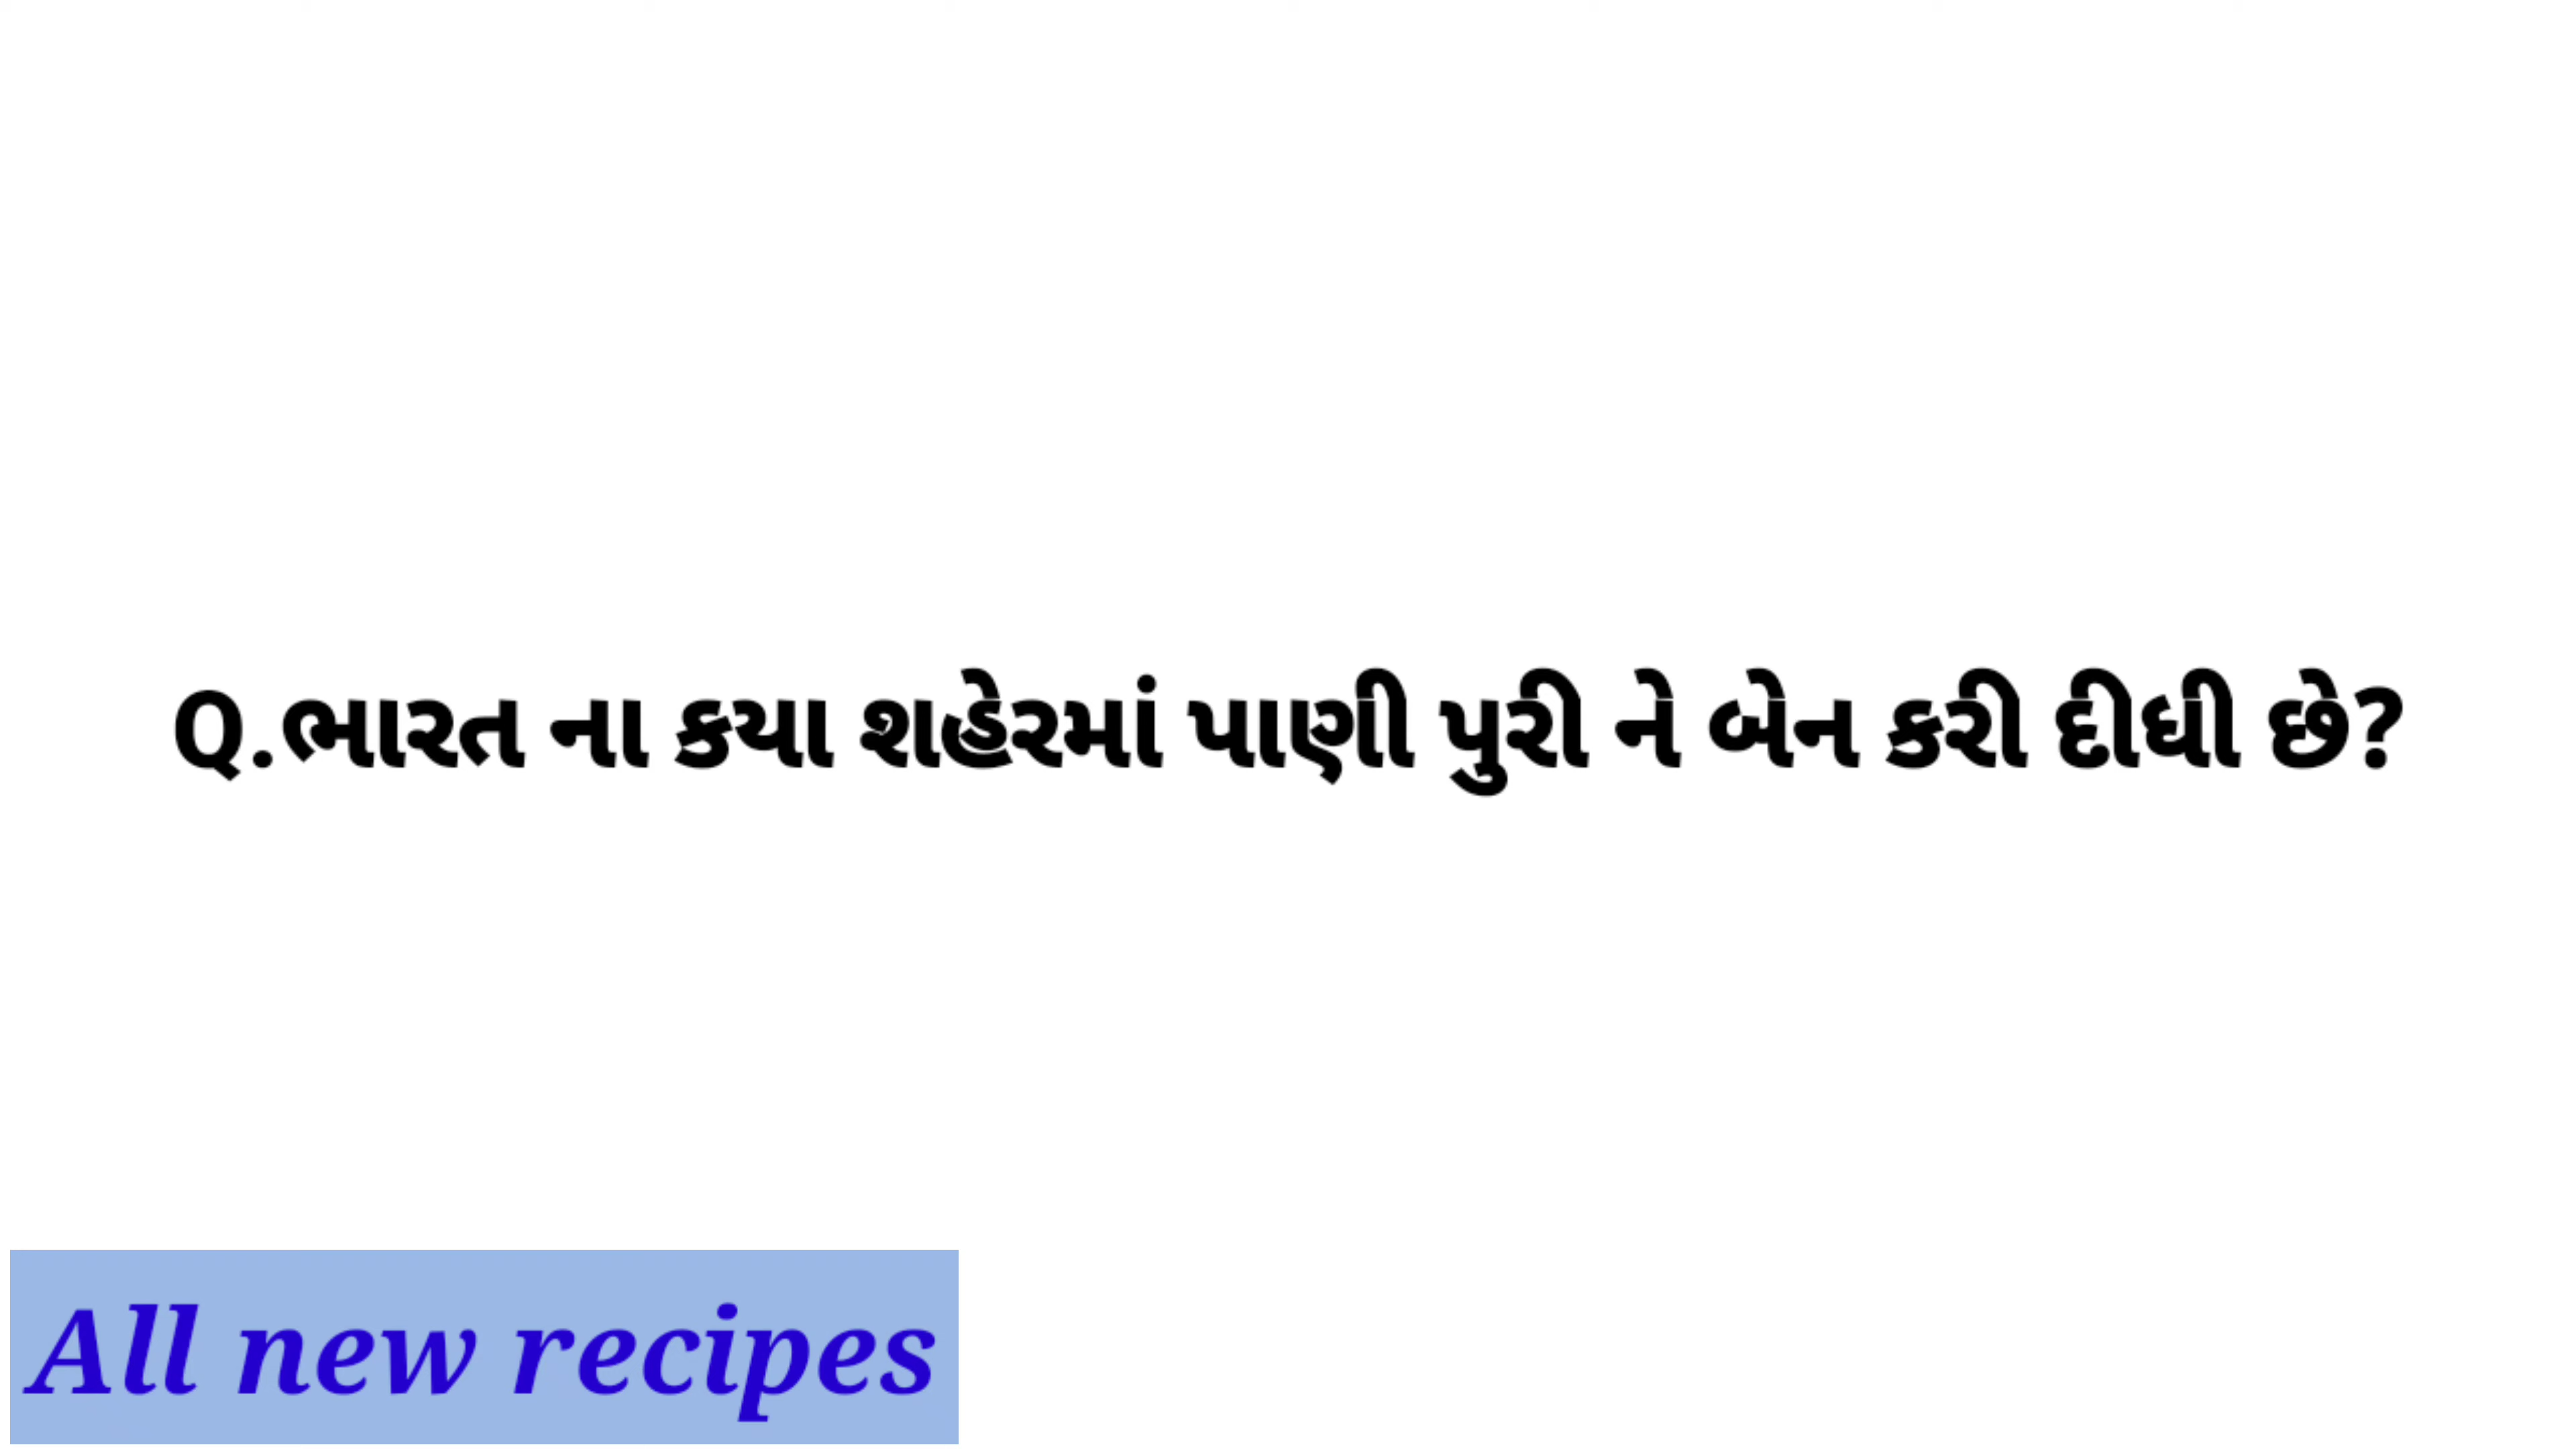 Q.ભારત ના કયા શહેરમાં પાણી પુરી ને બેન કરી દીધી છે?
All new recipes